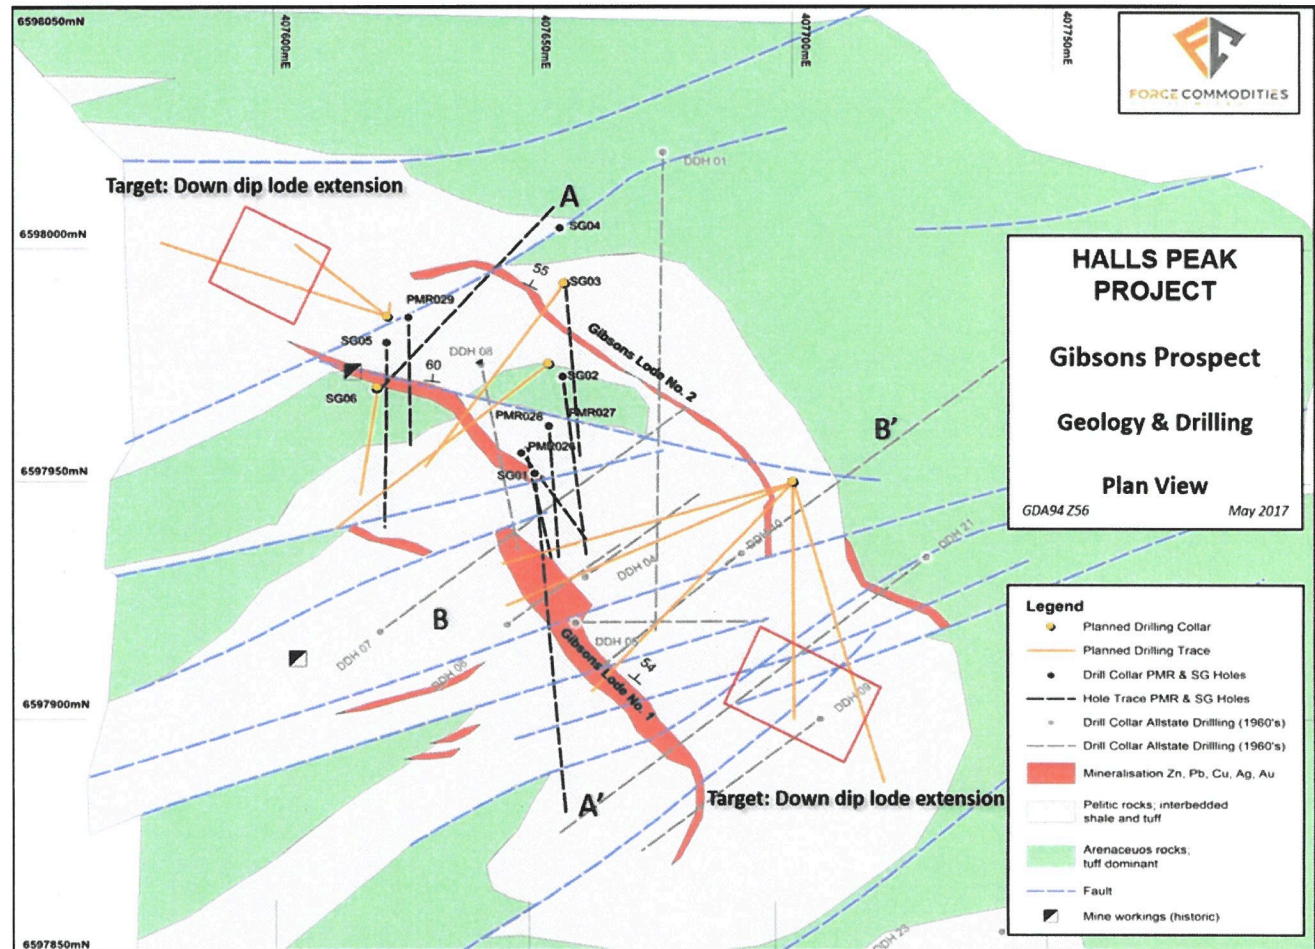 6598050mN
407600mE
407650mE
407700mE
407750mE
FORCE COMMODITIES
DDH 01
Target: Down dip lode extension
A
SG04
6598000mN
55
SG03
PMR029
SG05
DDH 08
Gibsons Lode No. 2
60
SG06
SG02
PMR028
PMR027
B'
PMR026
SG01
6597950mN
HALLS PEAK
PROJECT
Gibsons Prospect
Geology & Drilling
Plan View
GDA94 Z56
May 2017
DDH 04
DDH 10
DDH 21
B
DDH 07
DDH 05
DDH 06
Gibsons Lode No. 1
54
DDH 09
6597900mN
A'
Target: Down dip lode extension
DDH 23
6597850mN
Legend
Planned Drilling Collar
Planned Drilling Trace
Drill Collar PMR & SG Holes
Hole Trace PMR & SG Holes
Drill Collar Allstate Drillling (1960's)
Drill Collar Allstate Drillling (1960's)
Mineralisation Zn, Pb, Cu, Ag, Au
Pelitic rocks; interbedded
shale and tuff
Arenaceuos rocks;
tuff dominant
Fault
Mine workings (historic)